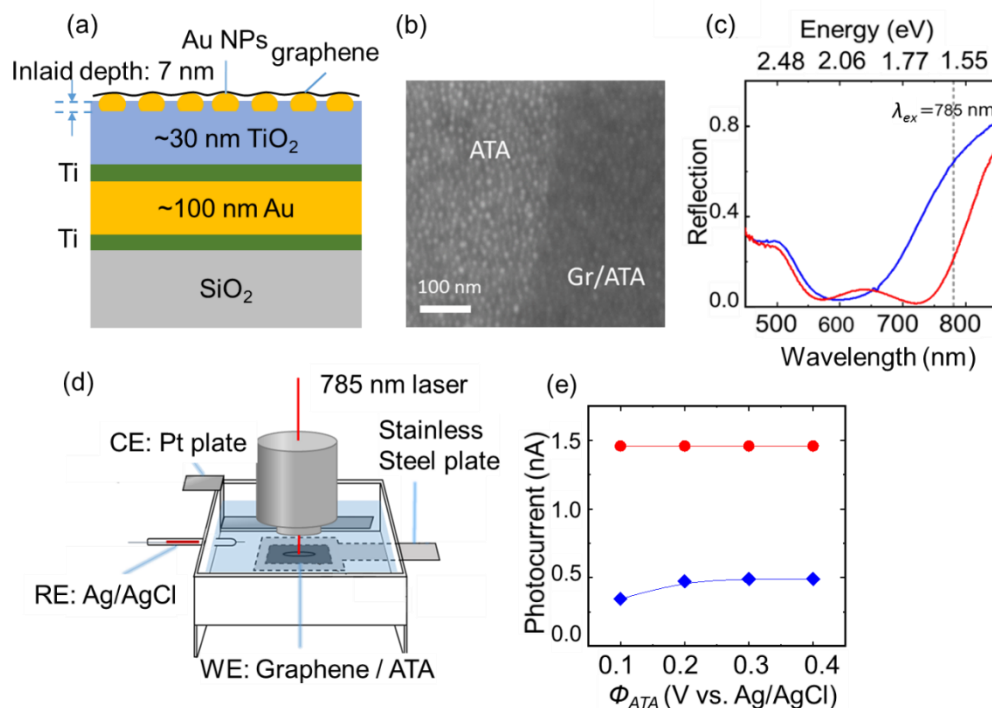 (a)
Au NPs
graphene
Inlaid depth: 7 nm
~30 nm TiO₂
Ti
~100 nm Au
Ti
SiO₂
(b)
ATA
Gr/ATA
100 nm
(c)
Energy (eV)
2.48 2.06 1.77 1.55
λex=785 nm
Reflection
0.8
0.4
0.0
500 600 700 800
Wavelength (nm)
(d)
785 nm laser
CE: Pt plate
Stainless
Steel plate
RE: Ag/AgCl
WE: Graphene / ATA
(e)
Photocurrent (nA)
1.5
1.0
0.5
0.0
0.1 0.2 0.3 0.4
ΦATA (V vs. Ag/AgCl)